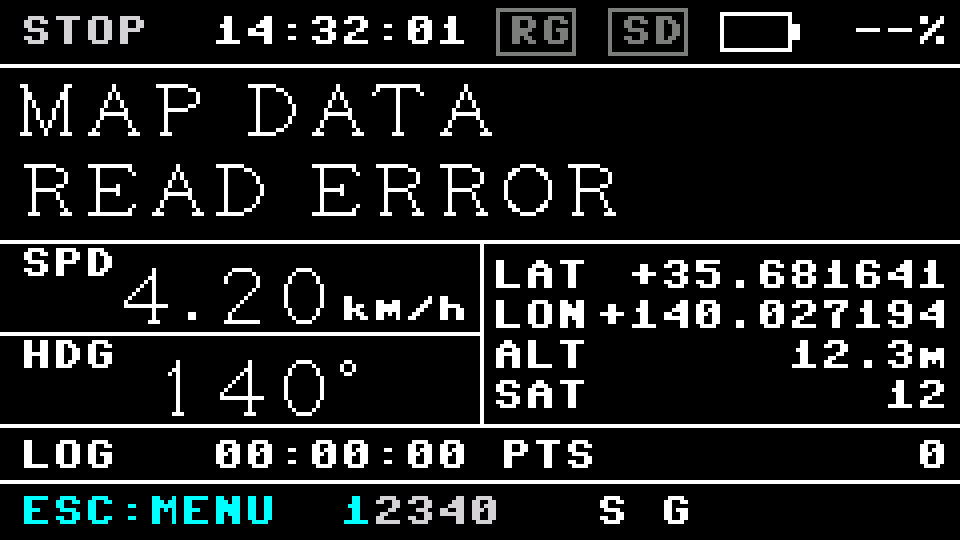 STOP 14:32:01 RG SD --%
MAP DATA
READ ERROR
SPD 4.20 km/h
HDG 140°
LAT +35.681641
LON +140.027194
ALT 12.3m
SAT 12
LOG 00:00:00 PTS 0
ESC:MENU 12340 S G